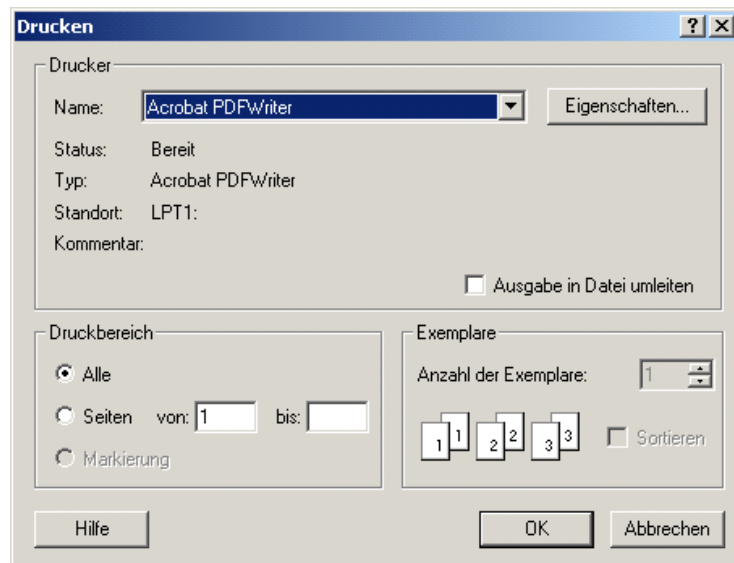 Drucken
Drucker
Name: Acrobat PDFWriter Eigenschaften...
Status: Bereit
Typ: Acrobat PDFWriter
Standort: LPT1:
Kommentar:
Ausgabe in Datei umleiten
Druckbereich
Alle
Seiten von: 1 bis:
Markierung
Exemplare
Anzahl der Exemplare: 1
1 1 2 2 3 3 Sortieren
Hilfe OK Abbrechen